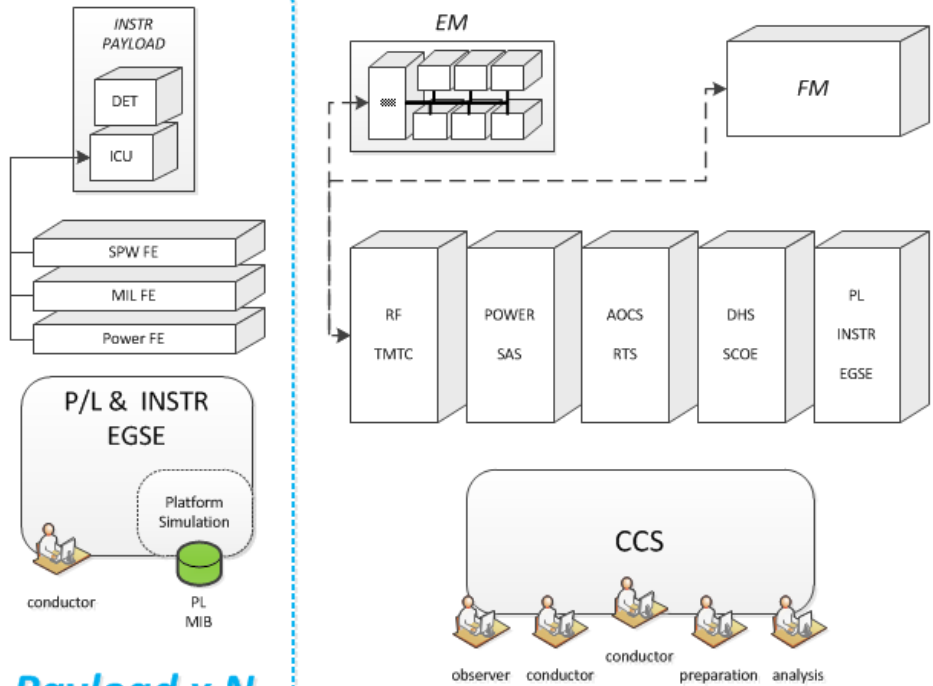 INSTR
PAYLOAD
DET
ICU
SPW FE
MIL FE
Power FE
P/L & INSTR
EGSE
Platform
Simulation
conductor
PL
MIB
Payload x N
EM
FM
RF
TMTC
POWER
SAS
AOCS
RTS
DHS
SCOE
PL
INSTR
EGSE
CCS
observer
conductor
conductor
preparation
analysis